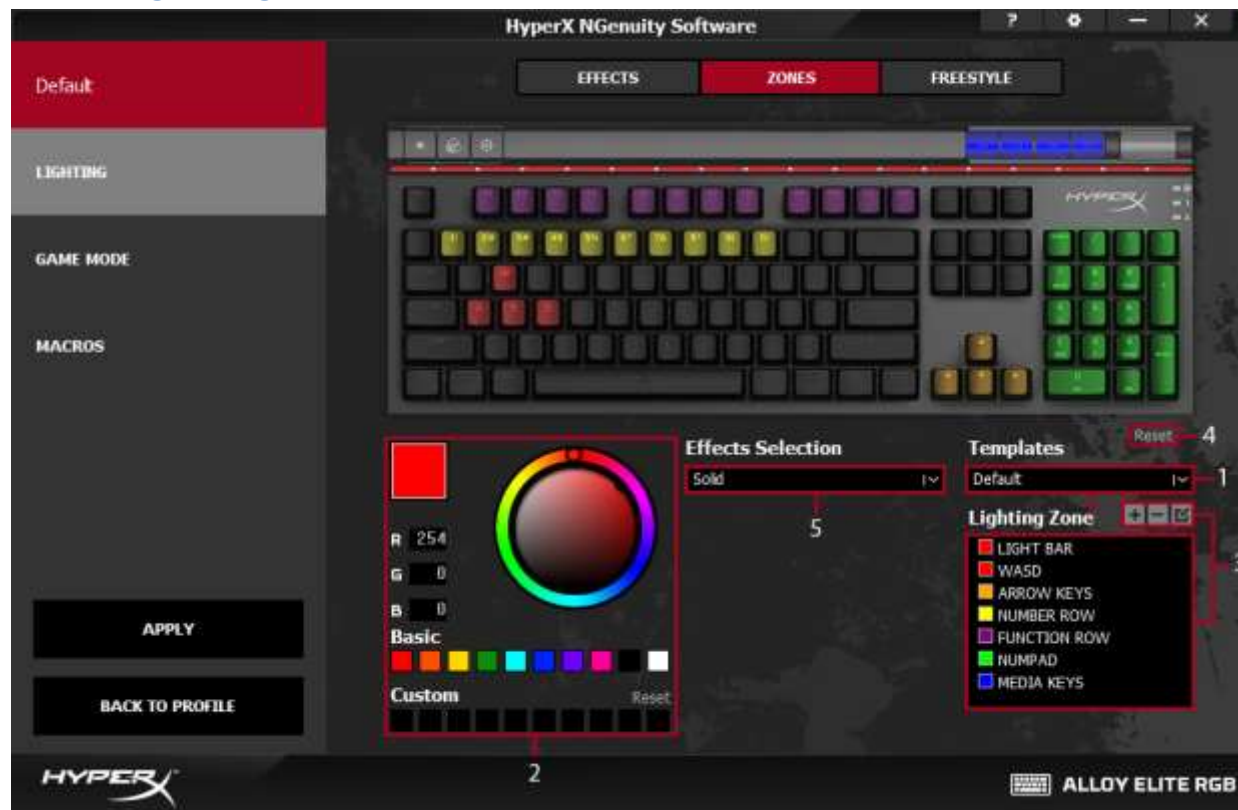 HyperX NGenuity Software
? — ×
Default
EFFECTS ZONES FREESTYLE
LIGHTING
GAME MODE
MACROS
HYPERX
Reset 4
Effects Selection
Solid
5
Templates
Default 1
Lighting Zone + −
LIGHT BAR
WASD
ARROW KEYS
NUMBER ROW
FUNCTION ROW
NUMPAD
MEDIA KEYS
3
R 254
G 0
B 0
Basic
Custom Reset
2
APPLY
BACK TO PROFILE
HYPERX
ALLOY ELITE RGB